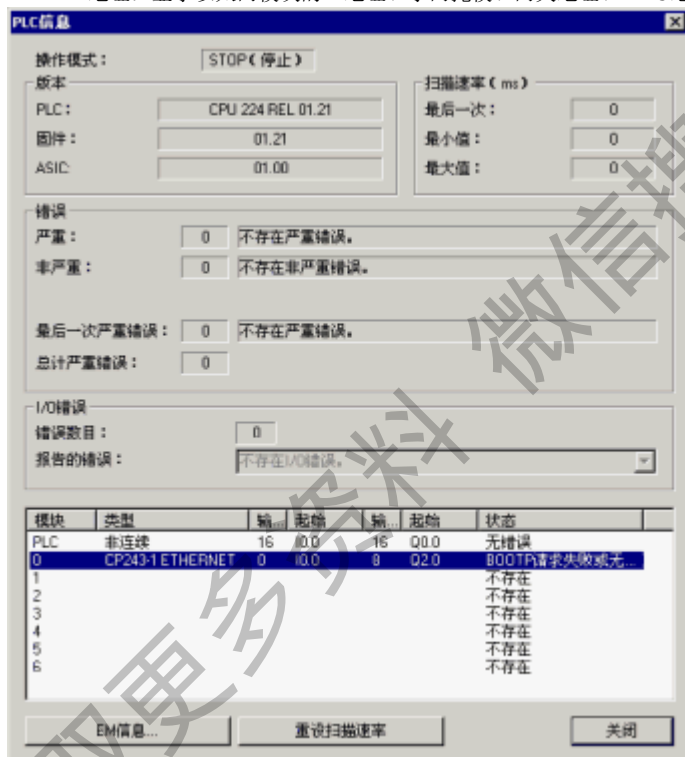 PLC信息
操作模式： STOP（停止）
版本
PLC： CPU 224 REL 01.21
固件： 01.21
ASIC: 01.00
扫描速率（ms）
最后一次： 0
最小值： 0
最大值： 0
错误
严重： 0 不存在严重错误。
非严重： 0 不存在非严重错误。
最后一次严重错误： 0 不存在严重错误。
总计严重错误： 0
I/O错误
错误数目： 0
报告的错误： 不存在I/O错误。
模块 类型 输... 起始 输... 起始 状态
PLC 非连续 16 I0.0 16 Q0.0 无错误
0 CP243-1 ETHERNET 0 I0.0 8 Q2.0 BOOTP请求失败或无...
1 不存在
2 不存在
3 不存在
4 不存在
5 不存在
6 不存在
EM信息... 重设扫描速率 关闭
取更多资料 微信搜